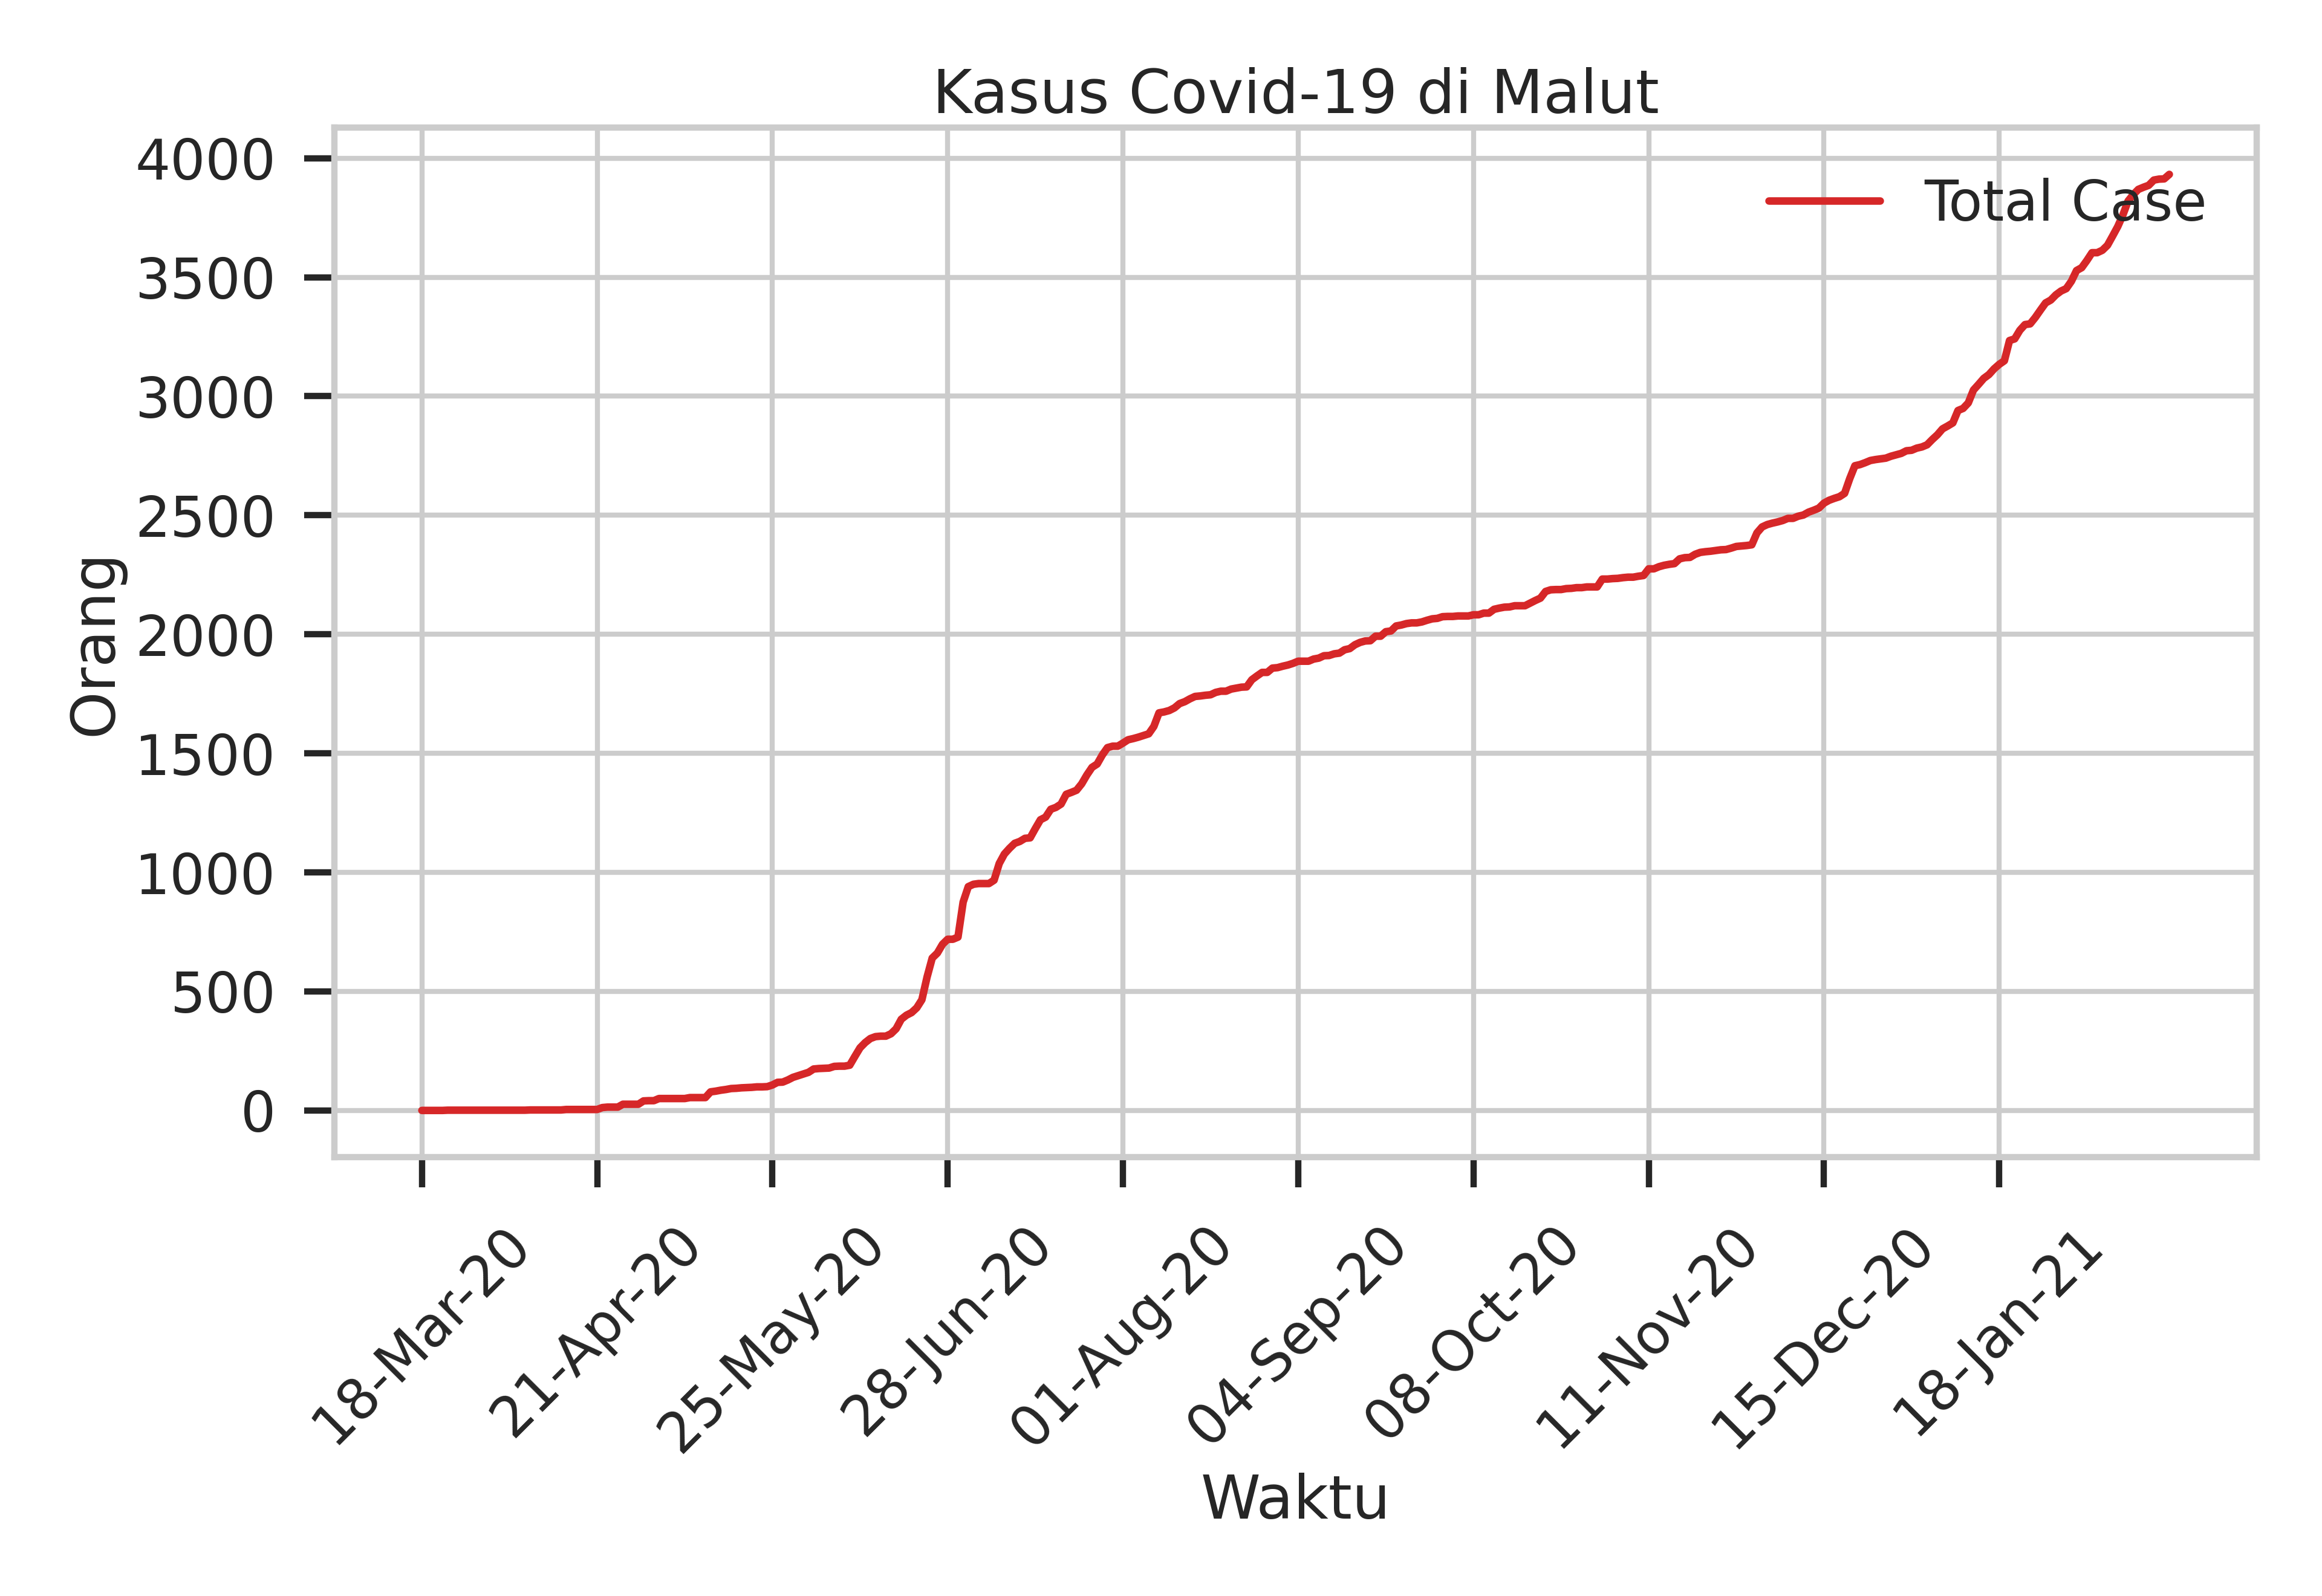 Kasus Covid-19 di Malut
Total Case
Orang
4000
3500
3000
2500
2000
1500
1000
500
0
18-Mar-20
21-Apr-20
25-May-20
28-Jun-20
01-Aug-20
04-Sep-20
08-Oct-20
11-Nov-20
15-Dec-20
18-Jan-21
Waktu